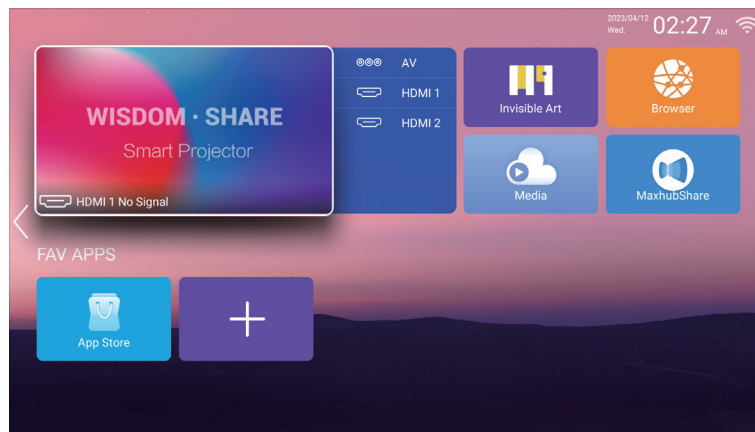 2023/04/12
Wed.
02:27 AM
WISDOM · SHARE
Smart Projector
HDMI 1 No Signal
AV
HDMI 1
HDMI 2
Invisible Art
Browser
Media
MaxhubShare
FAV APPS
App Store